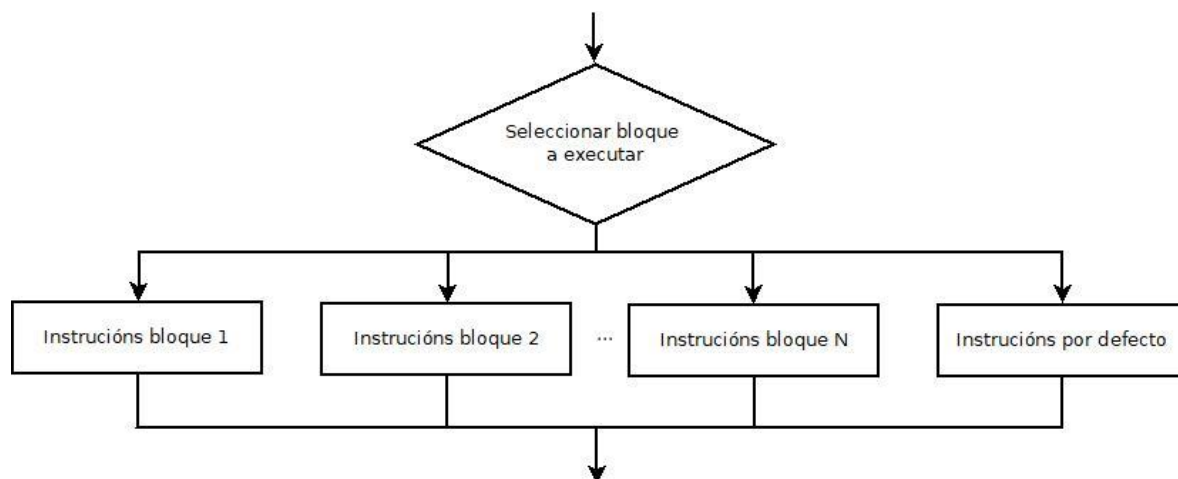 Seleccionar bloque
a executar
Instrucións bloque 1
Instrucións bloque 2
...
Instrucións bloque N
Instrucións por defecto